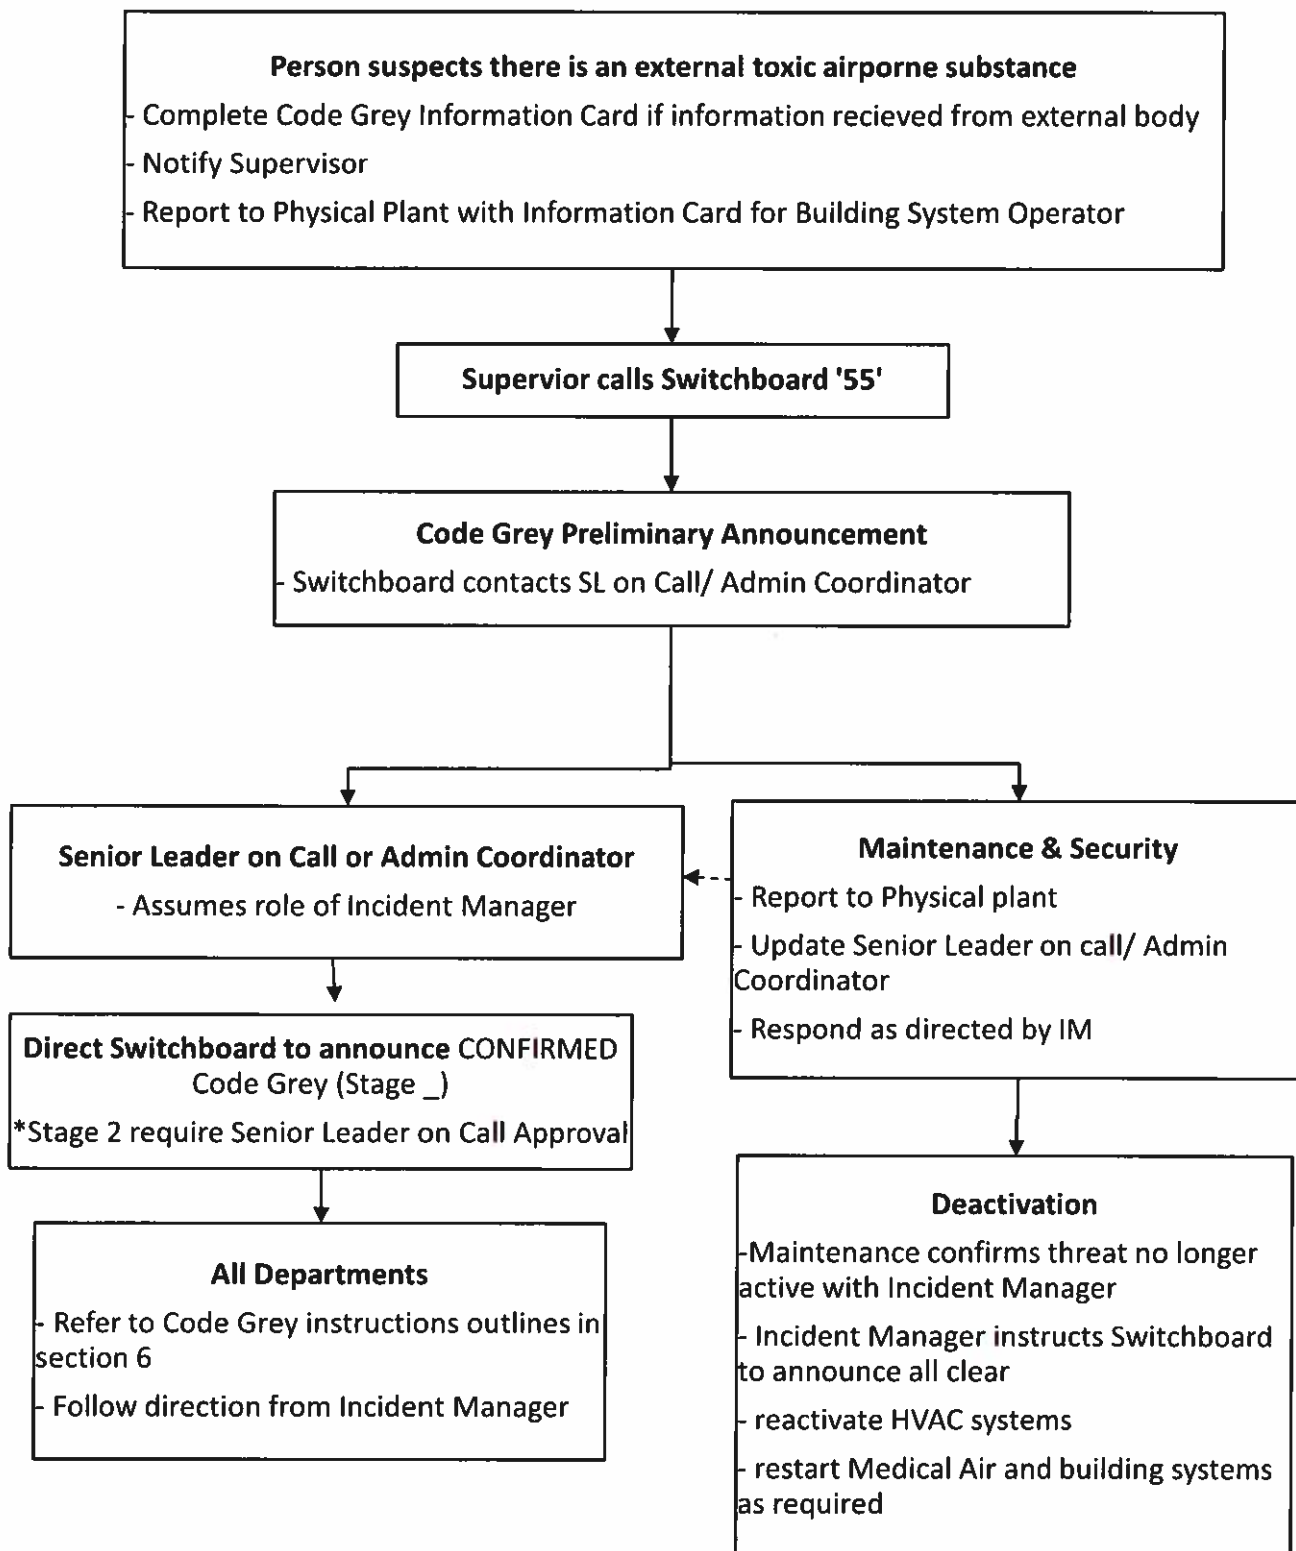 Person suspects there is an external toxic airporne substance
- Complete Code Grey Information Card if information recieved from external body
- Notify Supervisor
- Report to Physical Plant with Information Card for Building System Operator
Supervior calls Switchboard '55'
Code Grey Preliminary Announcement
- Switchboard contacts SL on Call/ Admin Coordinator
Senior Leader on Call or Admin Coordinator
- Assumes role of Incident Manager
Maintenance & Security
- Report to Physical plant
- Update Senior Leader on call/ Admin
Coordinator
- Respond as directed by IM
Direct Switchboard to announce CONFIRMED
Code Grey (Stage _)
*Stage 2 require Senior Leader on Call Approval
All Departments
- Refer to Code Grey instructions outlines in
section 6
- Follow direction from Incident Manager
Deactivation
-Maintenance confirms threat no longer
active with Incident Manager
- Incident Manager instructs Switchboard
to announce all clear
- reactivate HVAC systems
- restart Medical Air and building systems
as required